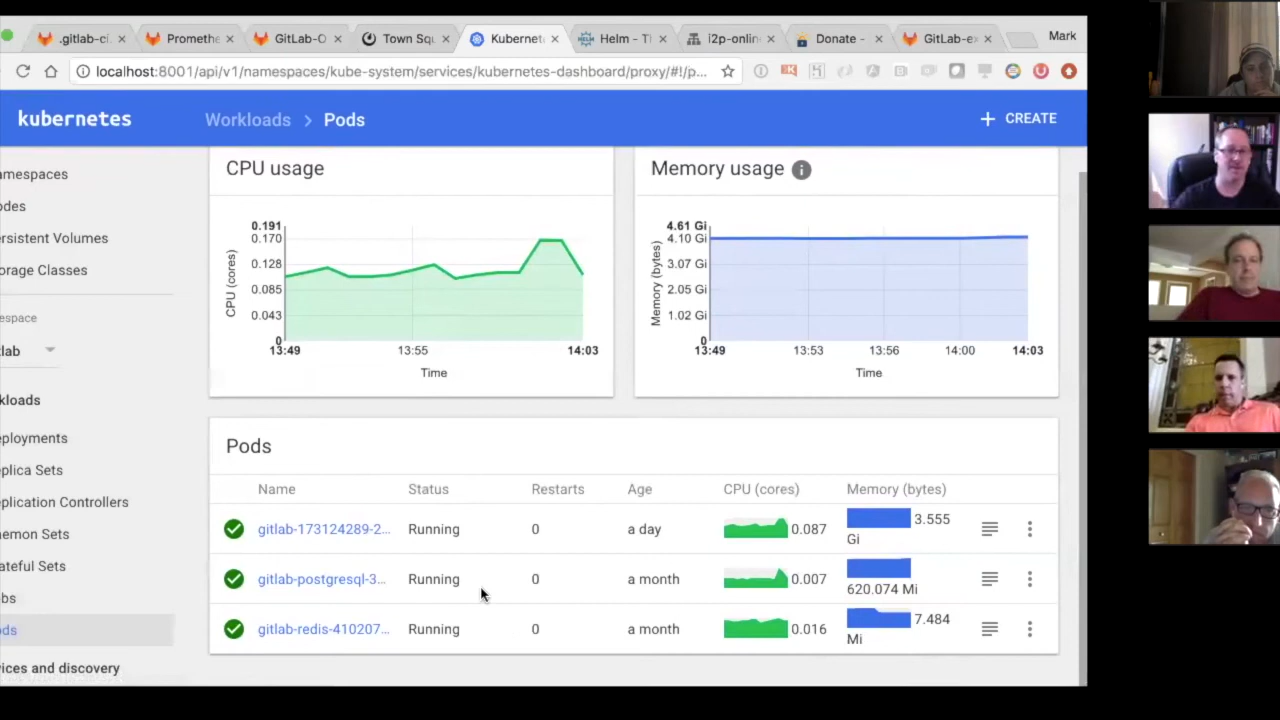 .gitlab-ci. Promethe GitLab-O Town Squ Kubernet Helm - Th i2p-onlin Donate - GitLab-ex Mark
localhost:8001/api/v1/namespaces/kube-system/services/kubernetes-dashboard/proxy/#!/p...
kubernetes Workloads > Pods + CREATE
amespaces
odes
ersistent Volumes
orage Classes
espace
tlab
kloads
eployments
eplica Sets
eplication Controllers
emon Sets
ateful Sets
bs
ods
ices and discovery
CPU usage
CPU (cores)
0.191
0.170
0.128
0.085
0.043
0
13:49 13:55 14:03
Time
Memory usage i
Memory (bytes)
4.61 Gi
4.10 Gi
3.07 Gi
2.05 Gi
1.02 Gi
0
13:49 13:53 13:56 14:00 14:03
Time
Pods
Name Status Restarts Age CPU (cores) Memory (bytes)
gitlab-173124289-2... Running 0 a day 0.087 3.555
Gi
gitlab-postgresql-3... Running 0 a month 0.007
620.074 Mi
gitlab-redis-410207... Running 0 a month 0.016 7.484
Mi